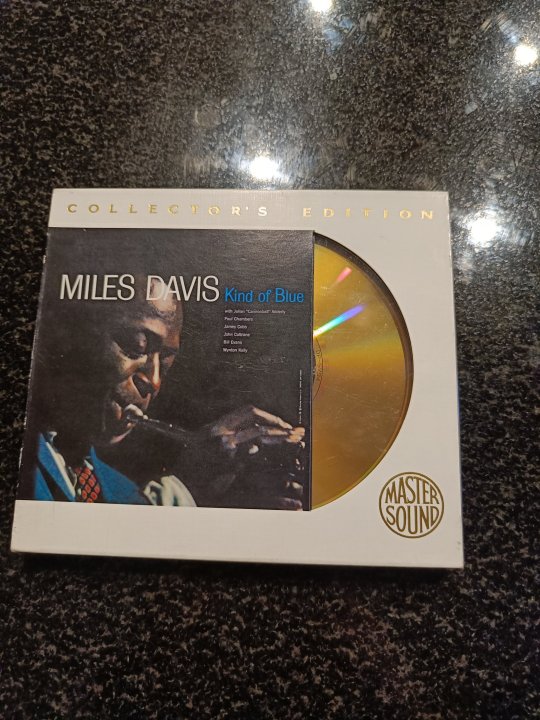 COLLECTOR'S EDITION
MILES DAVIS Kind of Blue
with Julian "Cannonball" Adderly
Paul Chambers
James Cobb
John Coltrane
Bill Evans
Wynton Kelly
MASTER
SOUND